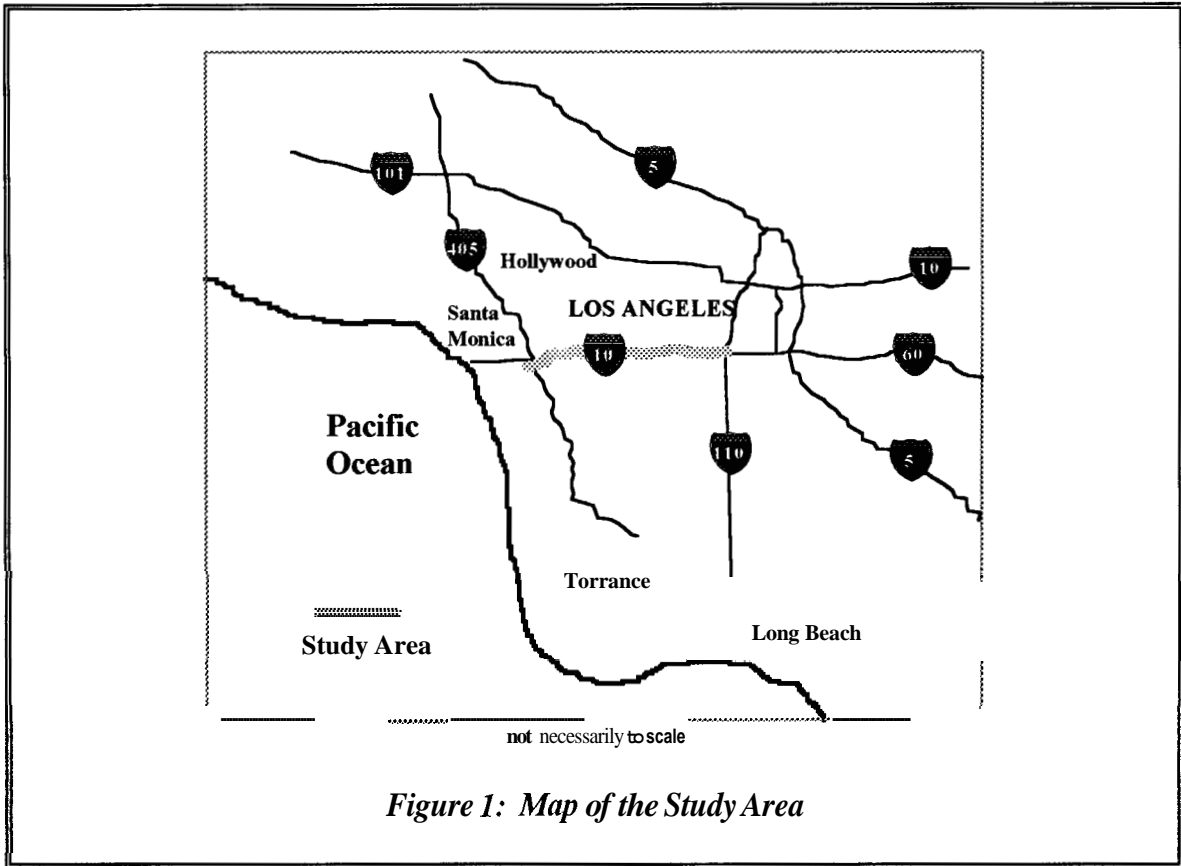 5
101
405
Hollywood
10
Santa
Monica
LOS ANGELES
10
60
Pacific
Ocean
110
5
Torrance
Long Beach
Study Area
not necessarily to scale
Figure 1: Map of the Study Area